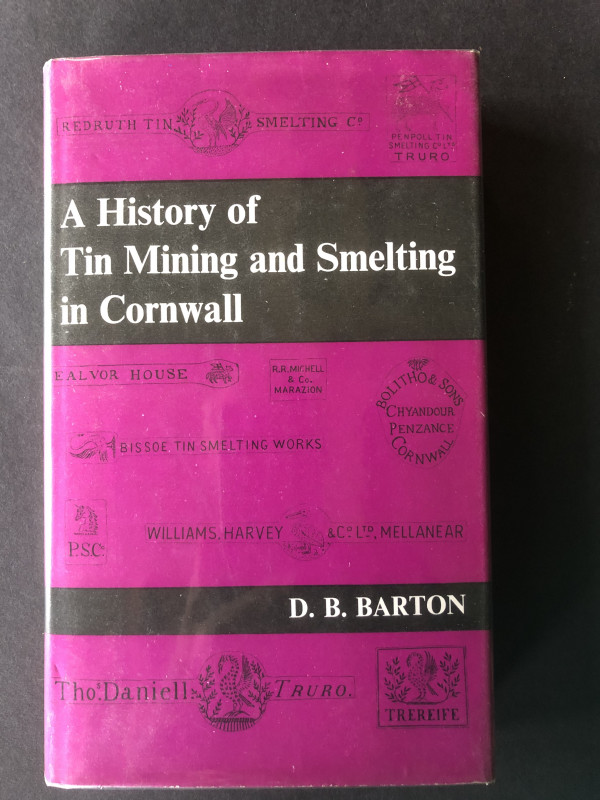 REDRUTH TIN SMELTING Cº
PENPOLL TIN
SMELTING Cº LTD
TRURO
A History of
Tin Mining and Smelting
in Cornwall
EALVOR HOUSE
R.R. MICHELL
& Co.
MARAZION
BOLITHO & SONS
CHYANDOUR
PENZANCE
CORNWALL
BISSOE TIN SMELTING WORKS
P.S.Cº
WILLIAMS, HARVEY & Cº LTD, MELLANEAR
D. B. BARTON
Thoˢ. Daniell. TRURO.
TREREIFE